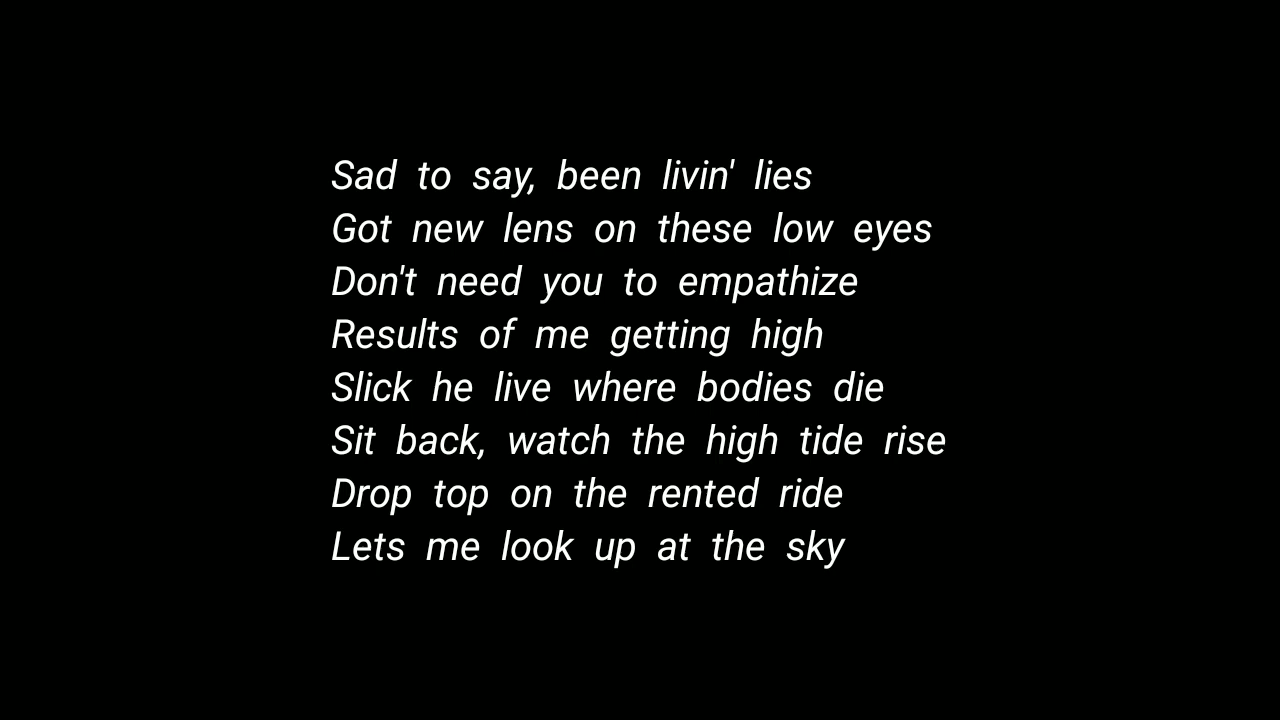 Sad to say, been livin' lies
Got new lens on these low eyes
Don't need you to empathize
Results of me getting high
Slick he live where bodies die
Sit back, watch the high tide rise
Drop top on the rented ride
Lets me look up at the sky